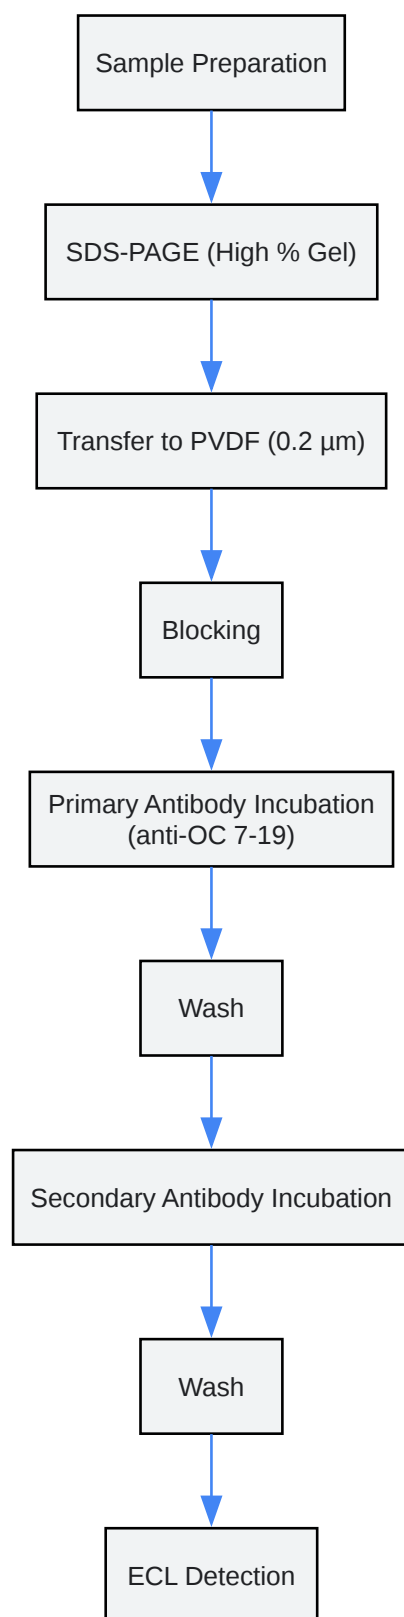 Sample Preparation
SDS-PAGE (High % Gel)
Transfer to PVDF (0.2 µm)
Blocking
Primary Antibody Incubation
(anti-OC 7-19)
Wash
Secondary Antibody Incubation
Wash
ECL Detection